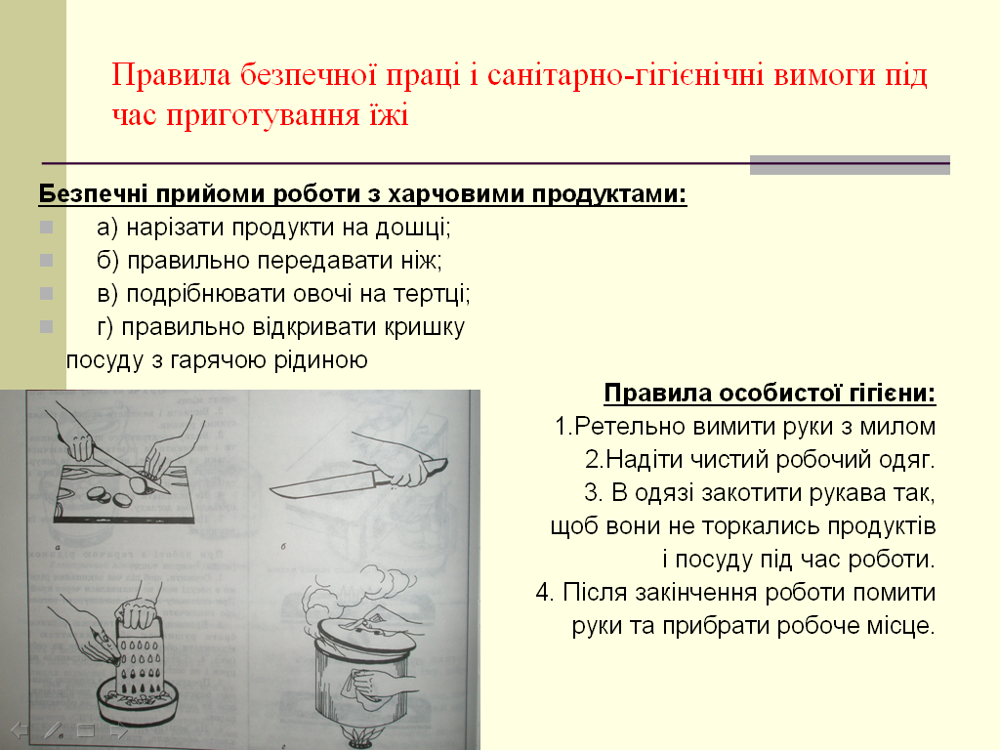 Правила безпечної праці і санітарно-гігієнічні вимоги під
час приготування їжі
Безпечні прийоми роботи з харчовими продуктами:
а) нарізати продукти на дошці;
б) правильно передавати ніж;
в) подрібнювати овочі на тертці;
г) правильно відкривати кришку
посуду з гарячою рідиною
Правила особистої гігієни:
1.Ретельно вимити руки з милом
2.Надіти чистий робочий одяг.
3. В одязі закотити рукава так,
щоб вони не торкались продуктів
і посуду під час роботи.
4. Після закінчення роботи помити
руки та прибрати робоче місце.
а
б
в
г